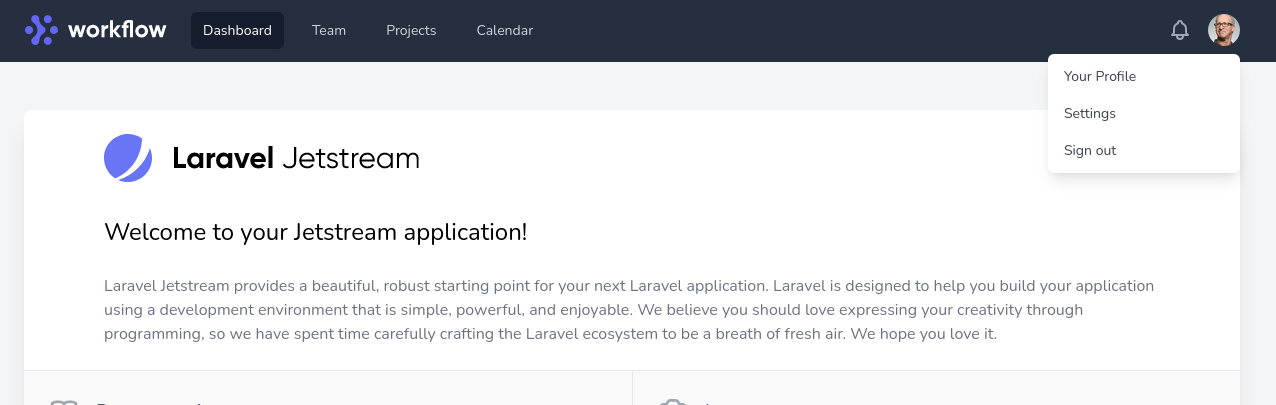 workflow
Dashboard
Team
Projects
Calendar
Your Profile
Settings
Sign out
Laravel Jetstream
Welcome to your Jetstream application!
Laravel Jetstream provides a beautiful, robust starting point for your next Laravel application. Laravel is designed to help you build your application
using a development environment that is simple, powerful, and enjoyable. We believe you should love expressing your creativity through
programming, so we have spent time carefully crafting the Laravel ecosystem to be a breath of fresh air. We hope you love it.